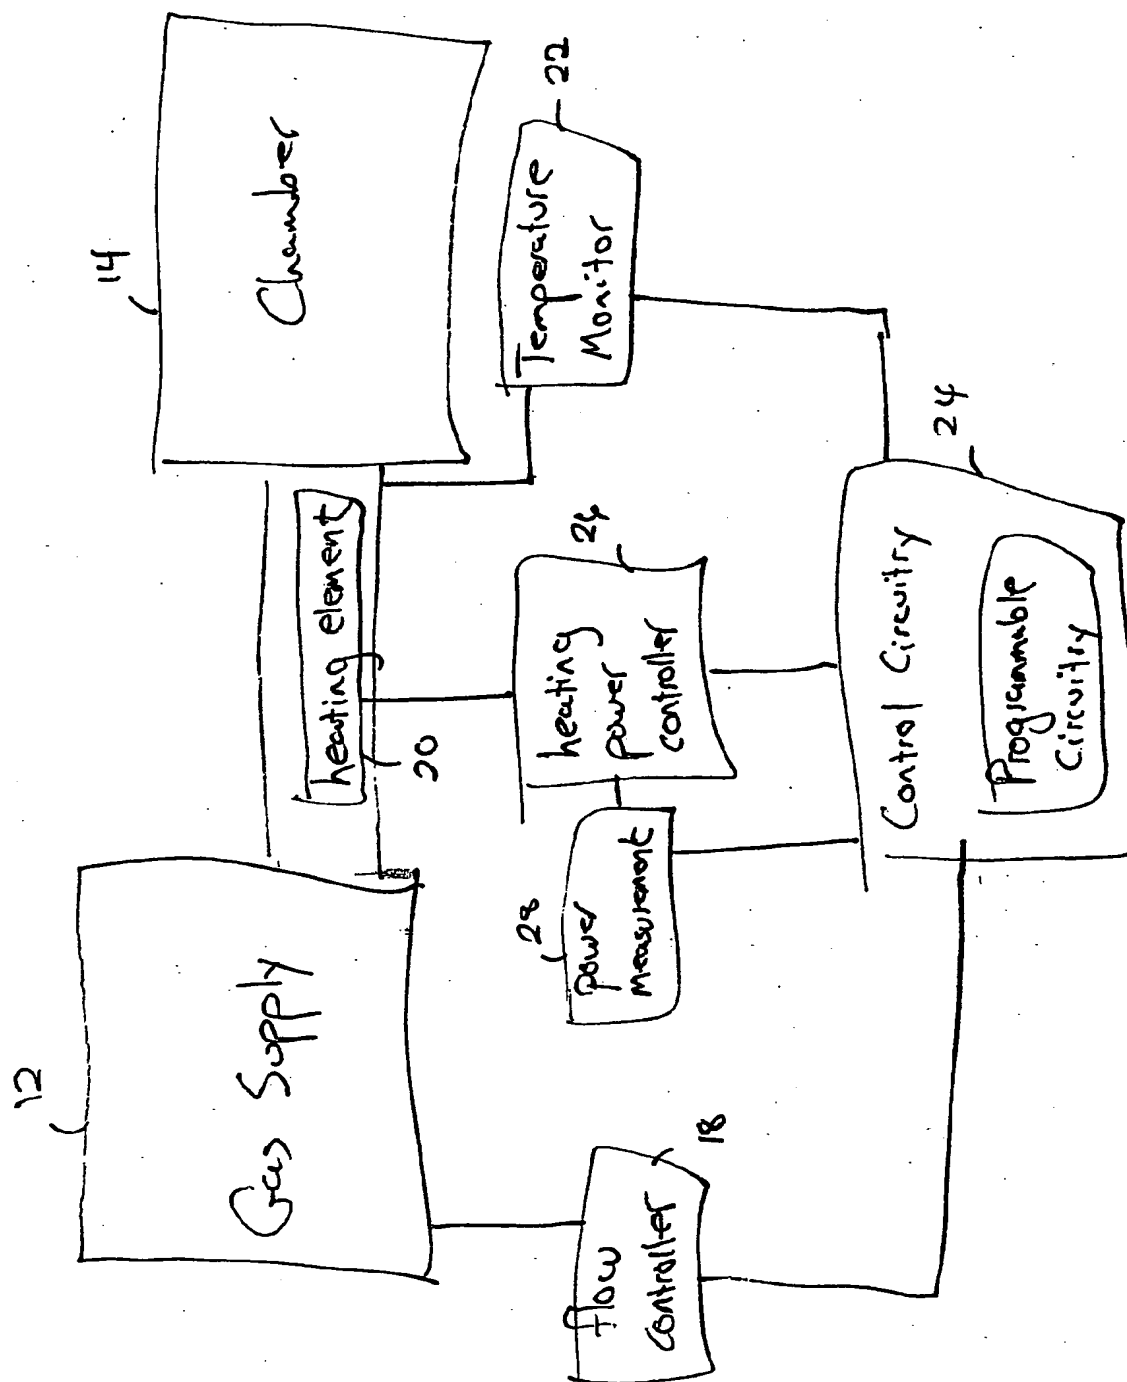 12
14
Gas Supply
heating element
Chamber
20
22
Temperature
Monitor
28
26
flow
controller
18
power
measurement
heating
power
controller
24
Control Circuitry
Programmable
Circuitry